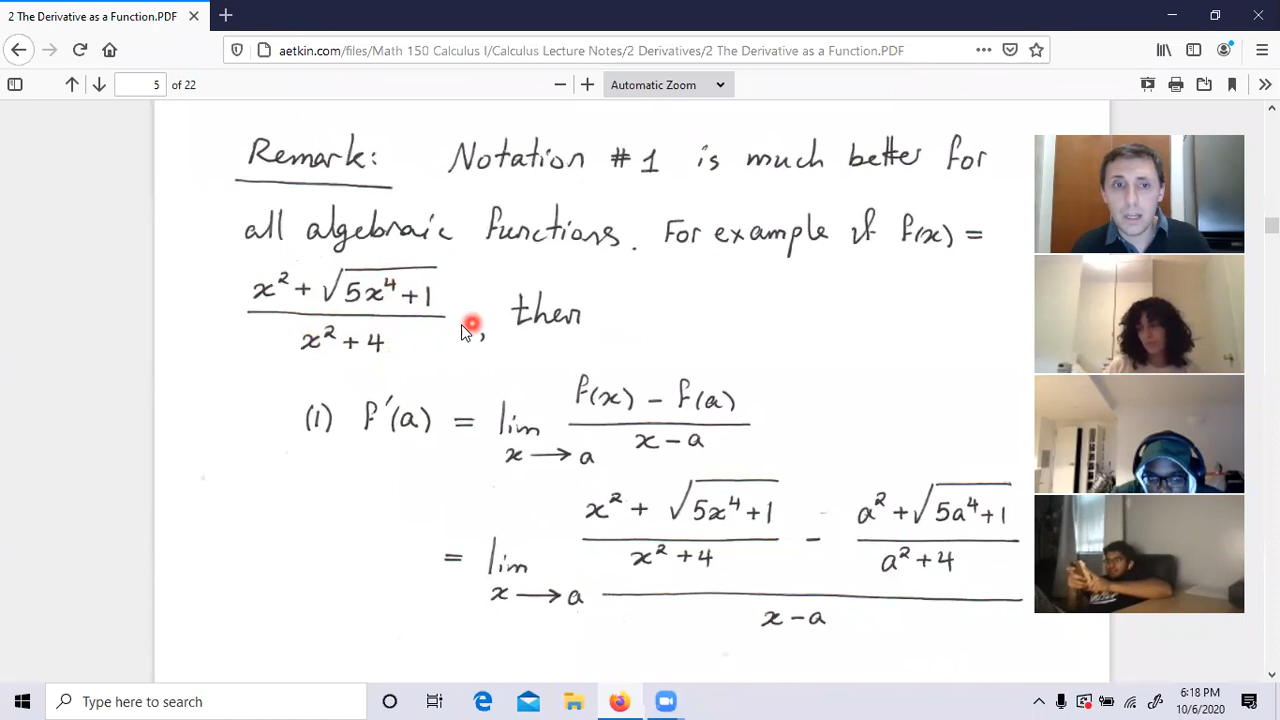 2 The Derivative as a Function.PDF
aetkin.com/files/Math 150 Calculus I/Calculus Lecture Notes/2 Derivatives/2 The Derivative as a Function.PDF
5 of 22
Automatic Zoom
Remark: Notation #1 is much better for
all algebraic functions. For example if f(x) =
x² + √(5x⁴+1)
x² + 4
, then
(1) f'(a) = lim x→a (f(x) − f(a)) / (x − a)
= lim x→a ((x² + √(5x⁴+1)) / (x² + 4) − (a² + √(5a⁴+1)) / (a² + 4)) / (x − a)
Type here to search
6:18 PM
10/6/2020